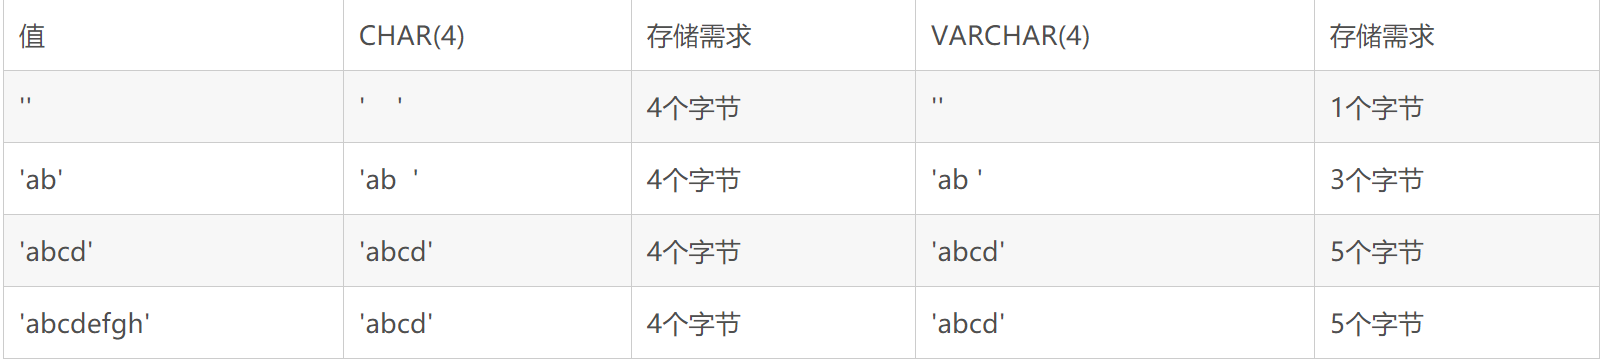 值 CHAR(4) 存储需求 VARCHAR(4) 存储需求
'' '    ' 4个字节 '' 1个字节
'ab' 'ab  ' 4个字节 'ab ' 3个字节
'abcd' 'abcd' 4个字节 'abcd' 5个字节
'abcdefgh' 'abcd' 4个字节 'abcd' 5个字节